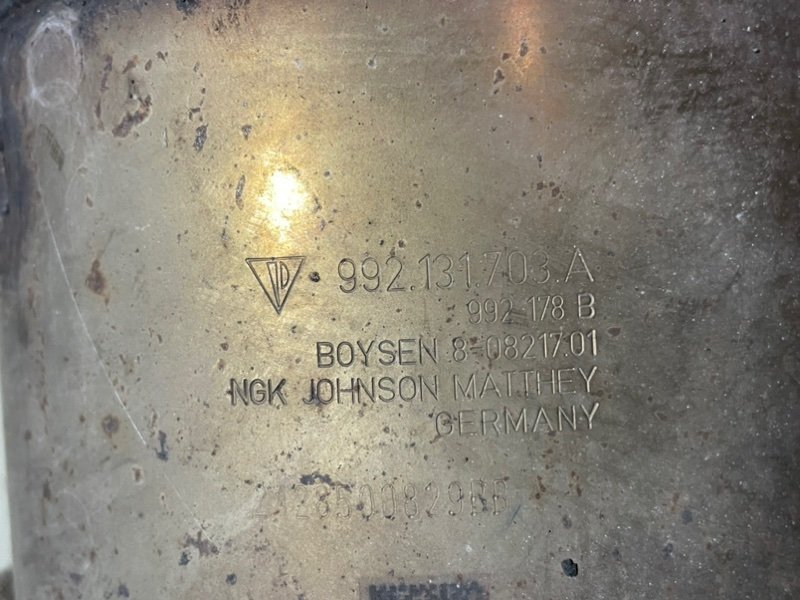 992.131.703.A
992 178 B
BOYSEN 8-08217.01
NGK JOHNSON MATTHEY
GERMANY